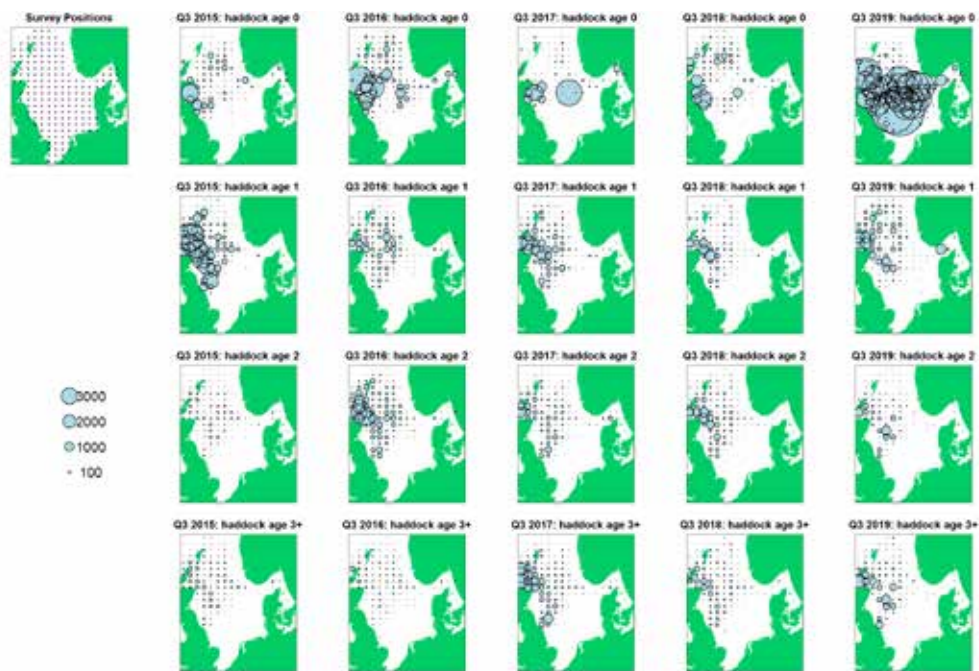 Survey Positions
Q3 2015: haddock age 0
Q3 2016: haddock age 0
Q3 2017: haddock age 0
Q3 2018: haddock age 0
Q3 2019: haddock age 0
Q3 2015: haddock age 1
Q3 2016: haddock age 1
Q3 2017: haddock age 1
Q3 2018: haddock age 1
Q3 2019: haddock age 1
Q3 2015: haddock age 2
Q3 2016: haddock age 2
Q3 2017: haddock age 2
Q3 2018: haddock age 2
Q3 2019: haddock age 2
3000
2000
1000
100
Q3 2015: haddock age 3+
Q3 2016: haddock age 3+
Q3 2017: haddock age 3+
Q3 2018: haddock age 3+
Q3 2019: haddock age 3+